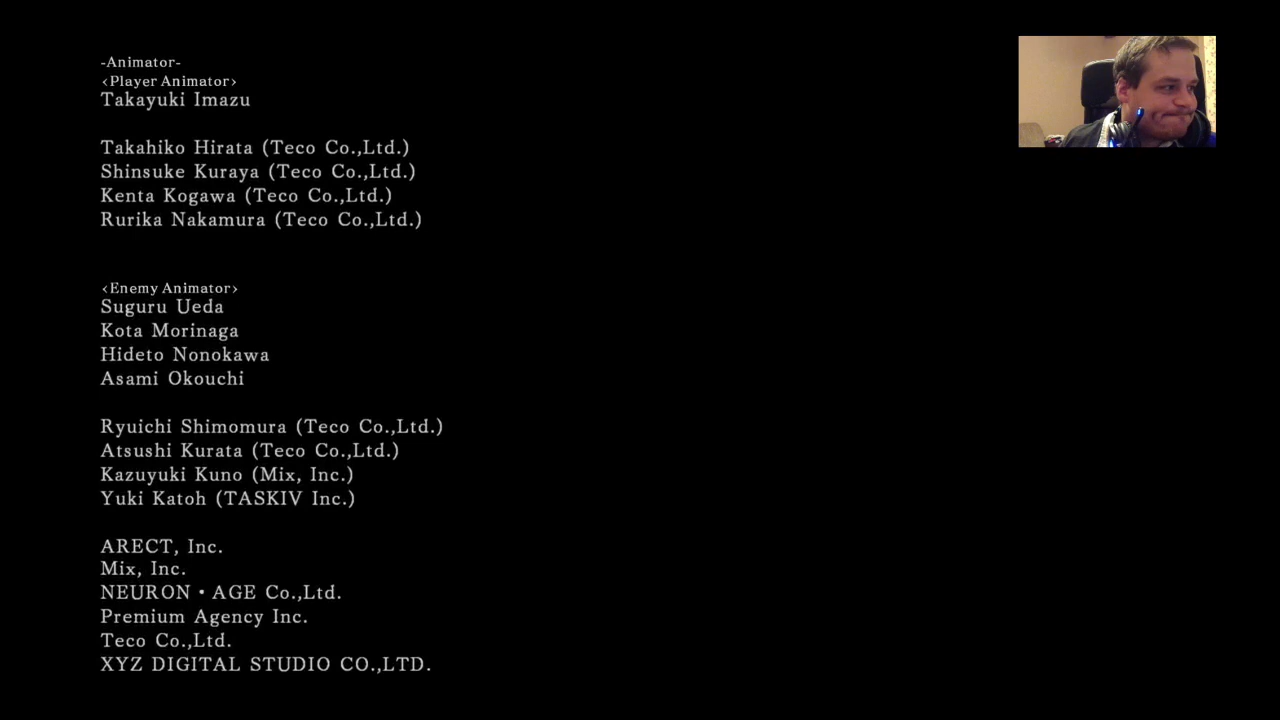 -Animator-
<Player Animator>
Takayuki Imazu
Takahiko Hirata (Teco Co.,Ltd.)
Shinsuke Kuraya (Teco Co.,Ltd.)
Kenta Kogawa (Teco Co.,Ltd.)
Rurika Nakamura (Teco Co.,Ltd.)
<Enemy Animator>
Suguru Ueda
Kota Morinaga
Hideto Nonokawa
Asami Okouchi
Ryuichi Shimomura (Teco Co.,Ltd.)
Atsushi Kurata (Teco Co.,Ltd.)
Kazuyuki Kuno (Mix, Inc.)
Yuki Katoh (TASKIV Inc.)
ARECT, Inc.
Mix, Inc.
NEURON・AGE Co.,Ltd.
Premium Agency Inc.
Teco Co.,Ltd.
XYZ DIGITAL STUDIO CO.,LTD.